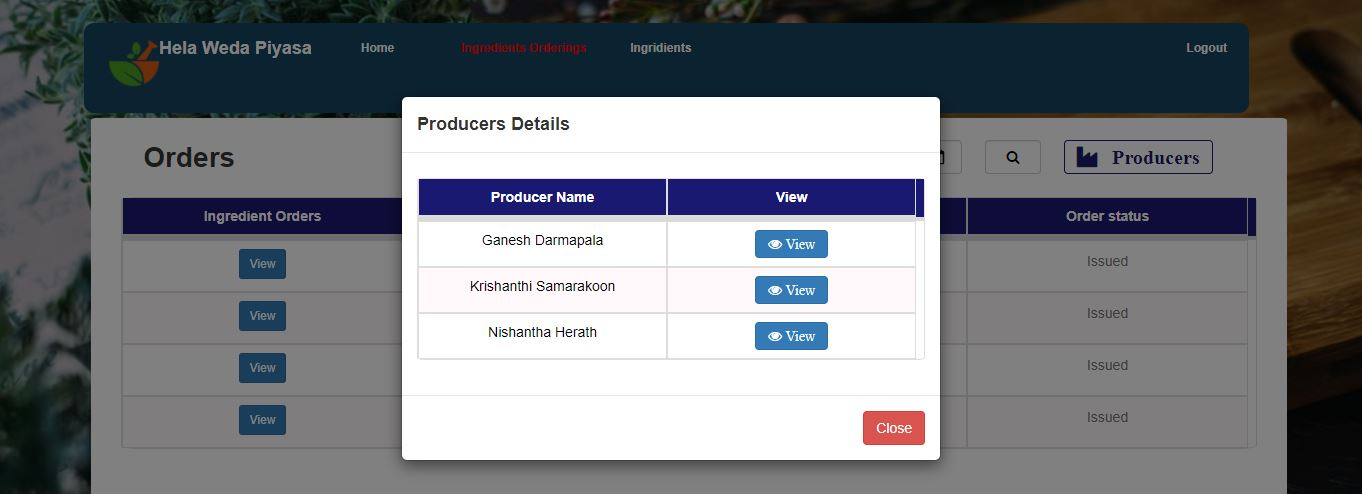 Hela Weda Piyasa Home Ingredients Orderings Ingridients Logout
Producers Details
Orders
Producers
Producer Name View
Ingredient Orders Order status
Ganesh Darmapala View
View Issued
Krishanthi Samarakoon View
View Issued
Nishantha Herath View
View Issued
View Issued
Close